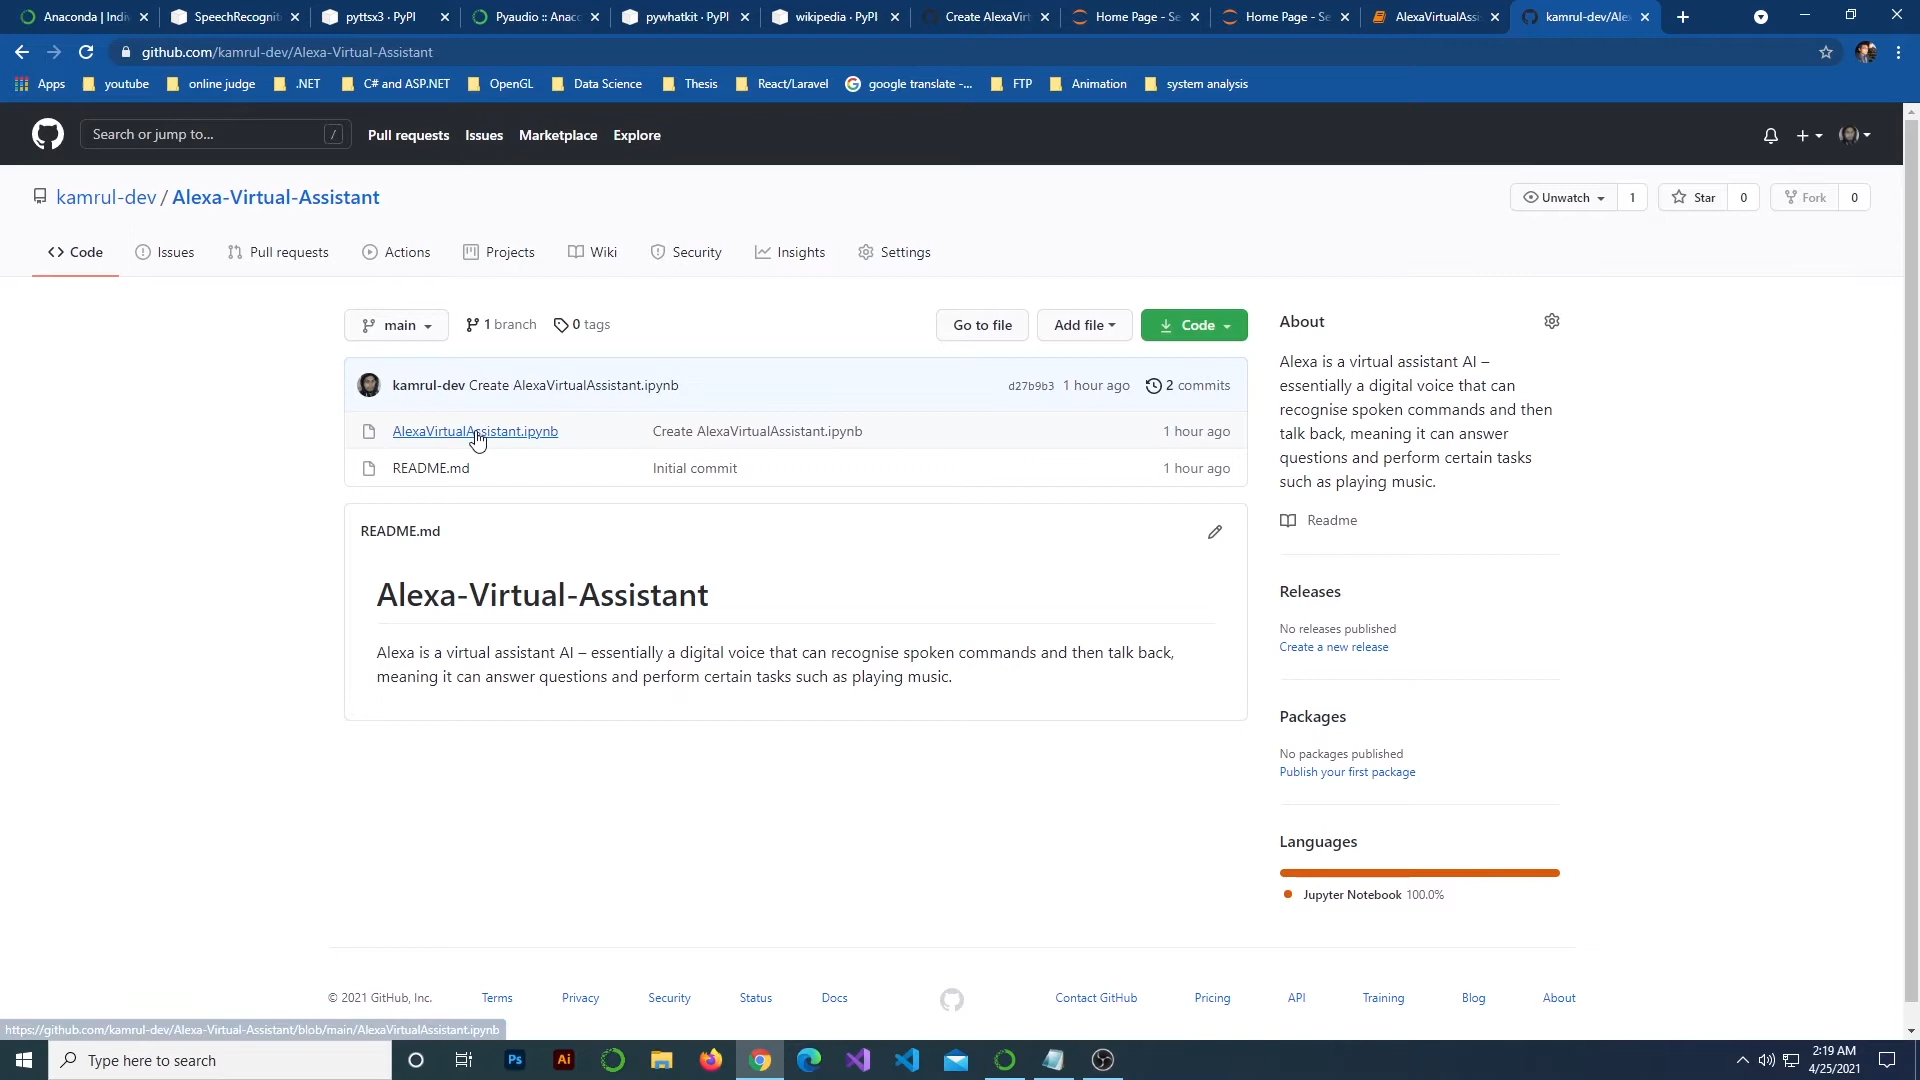 Anaconda | Indiv
SpeechRecogniti
pyttsx3 · PyPI
Pyaudio :: Anacc
pywhatkit · PyPI
wikipedia · PyPI
Create AlexaVirt
Home Page - Se
Home Page - Se
AlexaVirtualAssi
kamrul-dev/Alex
github.com/kamrul-dev/Alexa-Virtual-Assistant
Apps
youtube
online judge
.NET
C# and ASP.NET
OpenGL
Data Science
Thesis
React/Laravel
google translate -...
FTP
Animation
system analysis
Search or jump to...
/
Pull requests
Issues
Marketplace
Explore
kamrul-dev / Alexa-Virtual-Assistant
Unwatch
1
Star
0
Fork
0
Code
Issues
Pull requests
Actions
Projects
Wiki
Security
Insights
Settings
main
1 branch
0 tags
Go to file
Add file
Code
kamrul-dev Create AlexaVirtualAssistant.ipynb
d27b9b3 1 hour ago
2 commits
AlexaVirtualAssistant.ipynb
Create AlexaVirtualAssistant.ipynb
1 hour ago
README.md
Initial commit
1 hour ago
README.md
Alexa-Virtual-Assistant
Alexa is a virtual assistant AI – essentially a digital voice that can recognise spoken commands and then talk back,
meaning it can answer questions and perform certain tasks such as playing music.
About
Alexa is a virtual assistant AI –
essentially a digital voice that can
recognise spoken commands and then
talk back, meaning it can answer
questions and perform certain tasks
such as playing music.
Readme
Releases
No releases published
Create a new release
Packages
No packages published
Publish your first package
Languages
Jupyter Notebook 100.0%
© 2021 GitHub, Inc.
Terms
Privacy
Security
Status
Docs
Contact GitHub
Pricing
API
Training
Blog
About
https://github.com/kamrul-dev/Alexa-Virtual-Assistant/blob/main/AlexaVirtualAssistant.ipynb
Type here to search
Ps
Ai
2:19 AM
4/25/2021